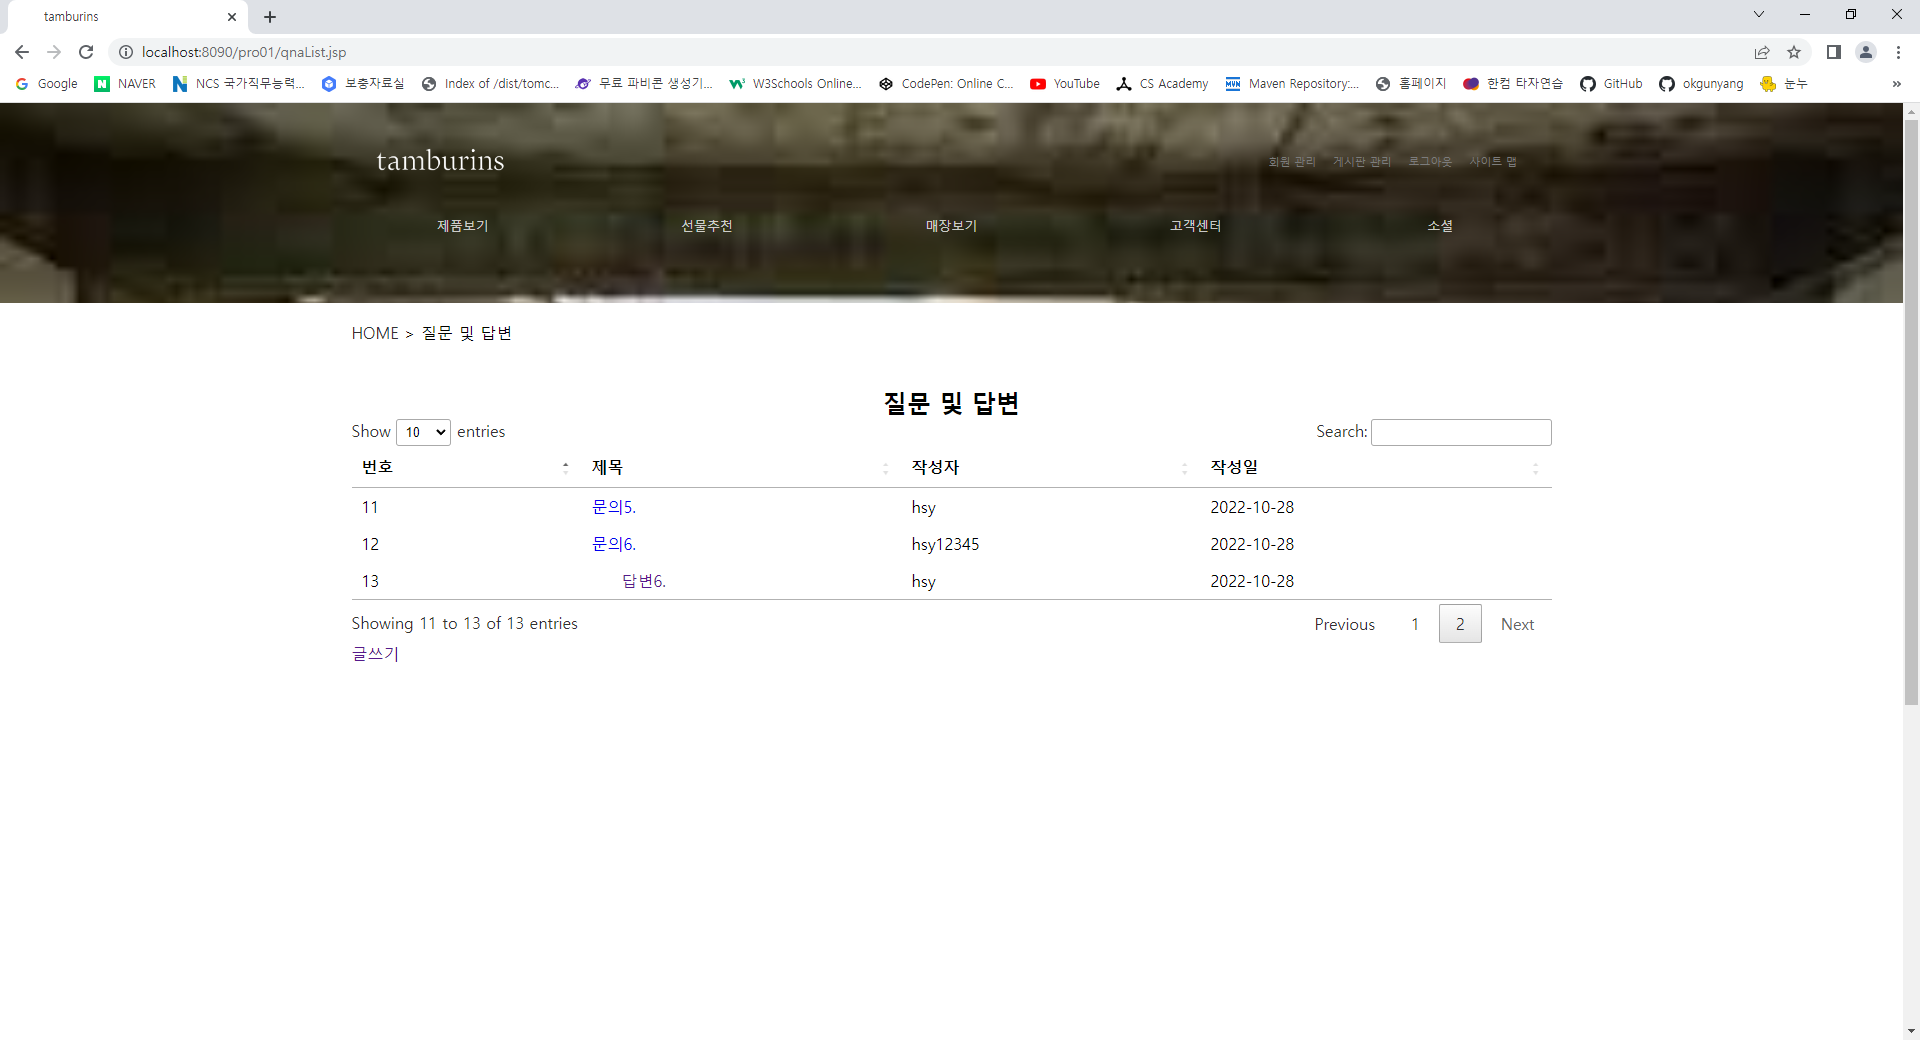 tamburins
localhost:8090/pro01/qnaList.jsp
Google NAVER NCS 국가직무능력... 보충자료실 Index of /dist/tomc... 무료 파비콘 생성기... W3Schools Online... CodePen: Online C... YouTube CS Academy Maven Repository:... 홈페이지 한컴 타자연습 GitHub okgunyang 눈누 »
tamburins 회원 관리 게시판 관리 로그아웃 사이트 맵
제품보기 선물추천 매장보기 고객센터 소셜
HOME > 질문 및 답변
질문 및 답변
Show 10 entries Search:
번호 제목 작성자 작성일
11 문의5. hsy 2022-10-28
12 문의6. hsy12345 2022-10-28
13 답변6. hsy 2022-10-28
Showing 11 to 13 of 13 entries Previous 1 2 Next
글쓰기